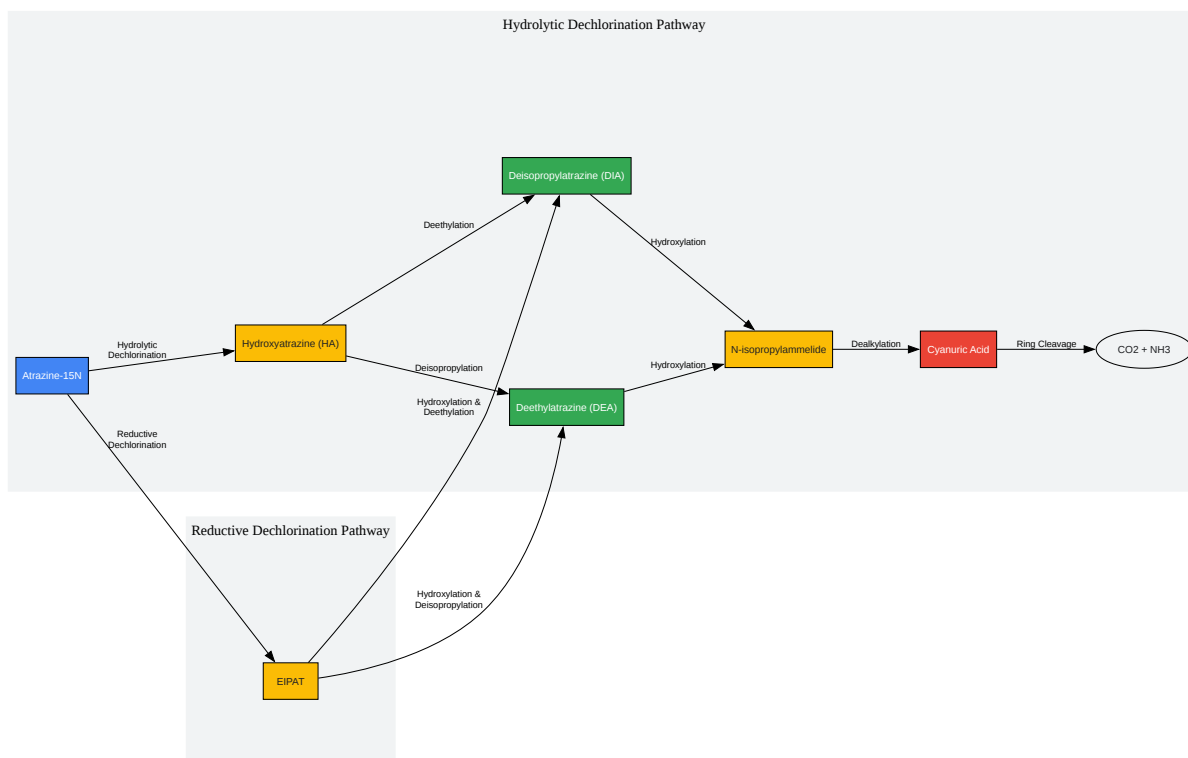 Hydrolytic Dechlorination Pathway
Deisopropylatrazine (DIA)
Deethylation
Hydroxylation
Hydrolytic
Dechlorination
Hydroxyatrazine (HA)
N-isopropylammelide
Dealkylation
Cyanuric Acid
Ring Cleavage
CO2 + NH3
Atrazine-15N
Deisopropylation
Hydroxylation
Hydroxylation &
Deethylation
Deethylatrazine (DEA)
Reductive
Dechlorination
Reductive Dechlorination Pathway
Hydroxylation &
Deisopropylation
EIPAT